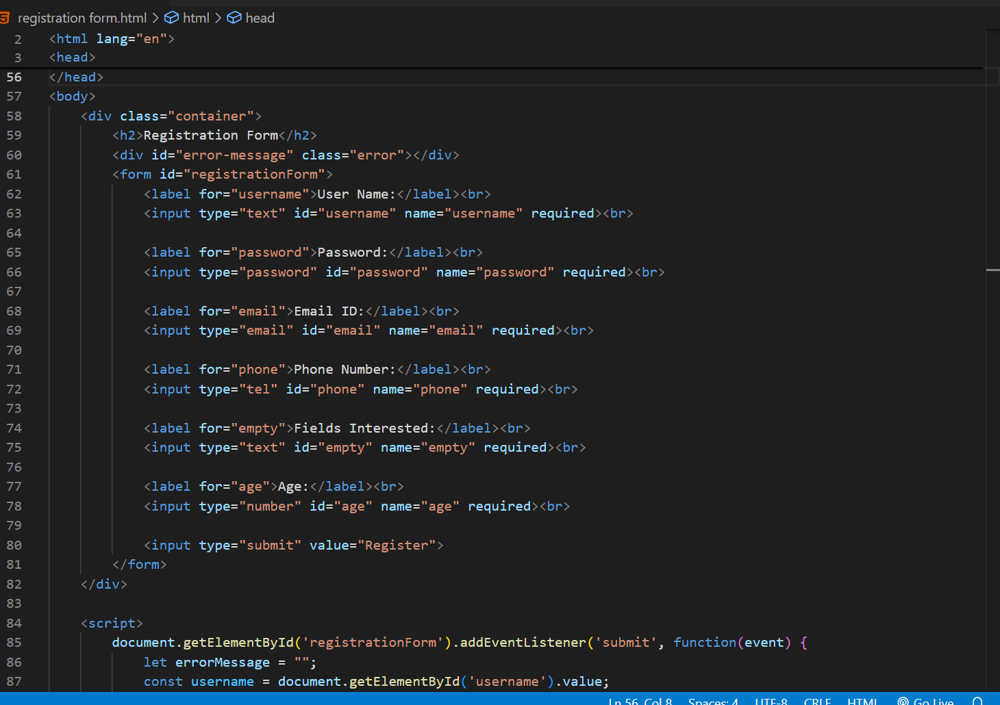 registration form.html > html > head
2 <html lang="en">
3 <head>
56 </head>
57 <body>
58 <div class="container">
59 <h2>Registration Form</h2>
60 <div id="error-message" class="error"></div>
61 <form id="registrationForm">
62 <label for="username">User Name:</label><br>
63 <input type="text" id="username" name="username" required><br>
64
65 <label for="password">Password:</label><br>
66 <input type="password" id="password" name="password" required><br>
67
68 <label for="email">Email ID:</label><br>
69 <input type="email" id="email" name="email" required><br>
70
71 <label for="phone">Phone Number:</label><br>
72 <input type="tel" id="phone" name="phone" required><br>
73
74 <label for="empty">Fields Interested:</label><br>
75 <input type="text" id="empty" name="empty" required><br>
76
77 <label for="age">Age:</label><br>
78 <input type="number" id="age" name="age" required><br>
79
80 <input type="submit" value="Register">
81 </form>
82 </div>
83
84 <script>
85 document.getElementById('registrationForm').addEventListener('submit', function(event) {
86 let errorMessage = "";
87 const username = document.getElementById('username').value;
Ln 56, Col 8 Spaces: 4 UTF-8 CRLF HTML Go Live